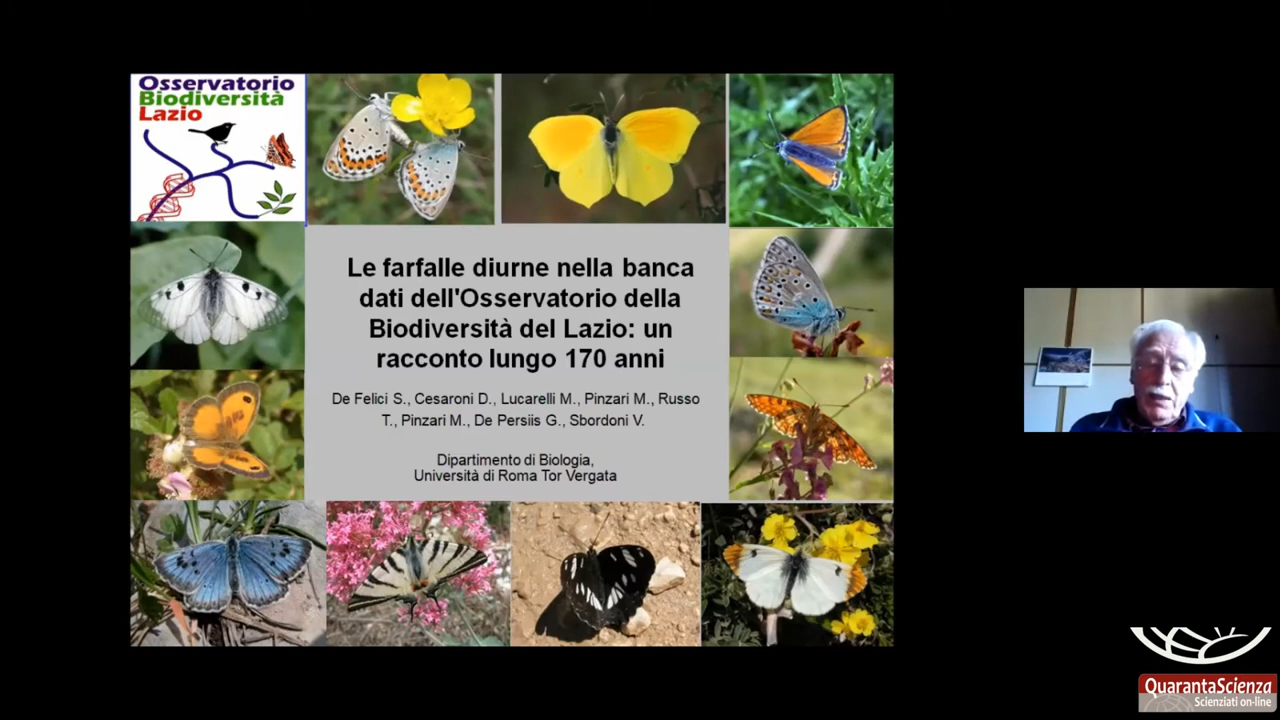 Osservatorio
Biodiversità
Lazio
Le farfalle diurne nella banca
dati dell'Osservatorio della
Biodiversità del Lazio: un
racconto lungo 170 anni
De Felici S., Cesaroni D., Lucarelli M., Pinzari M., Russo
T., Pinzari M., De Persiis G., Sbordoni V.
Dipartimento di Biologia,
Università di Roma Tor Vergata
QuarantaScienza
Scienziati on-line